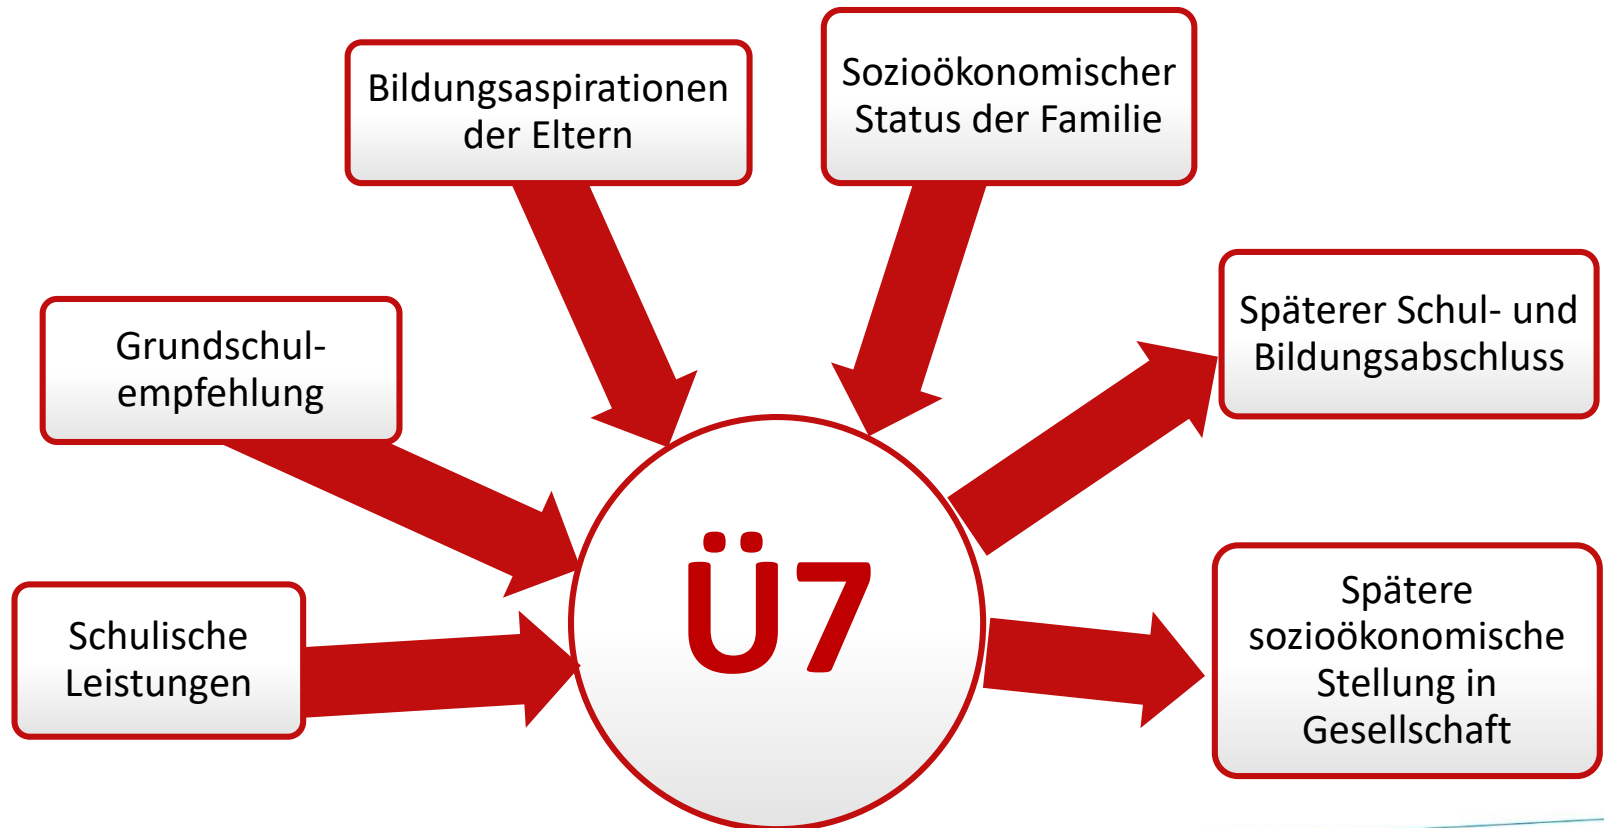 Bildungsaspirationen
der Eltern
Sozioökonomischer
Status der Familie
Grundschul-
empfehlung
Späterer Schul- und
Bildungsabschluss
Schulische
Leistungen
Ü7
Spätere
sozioökonomische
Stellung in
Gesellschaft